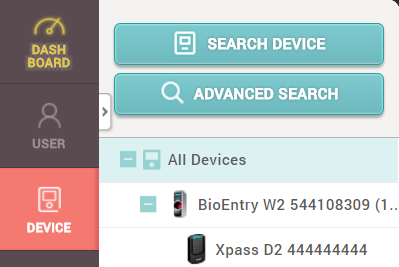 DASH
BOARD
USER
DEVICE
SEARCH DEVICE
ADVANCED SEARCH
All Devices
BioEntry W2 544108309 (1...
Xpass D2 444444444